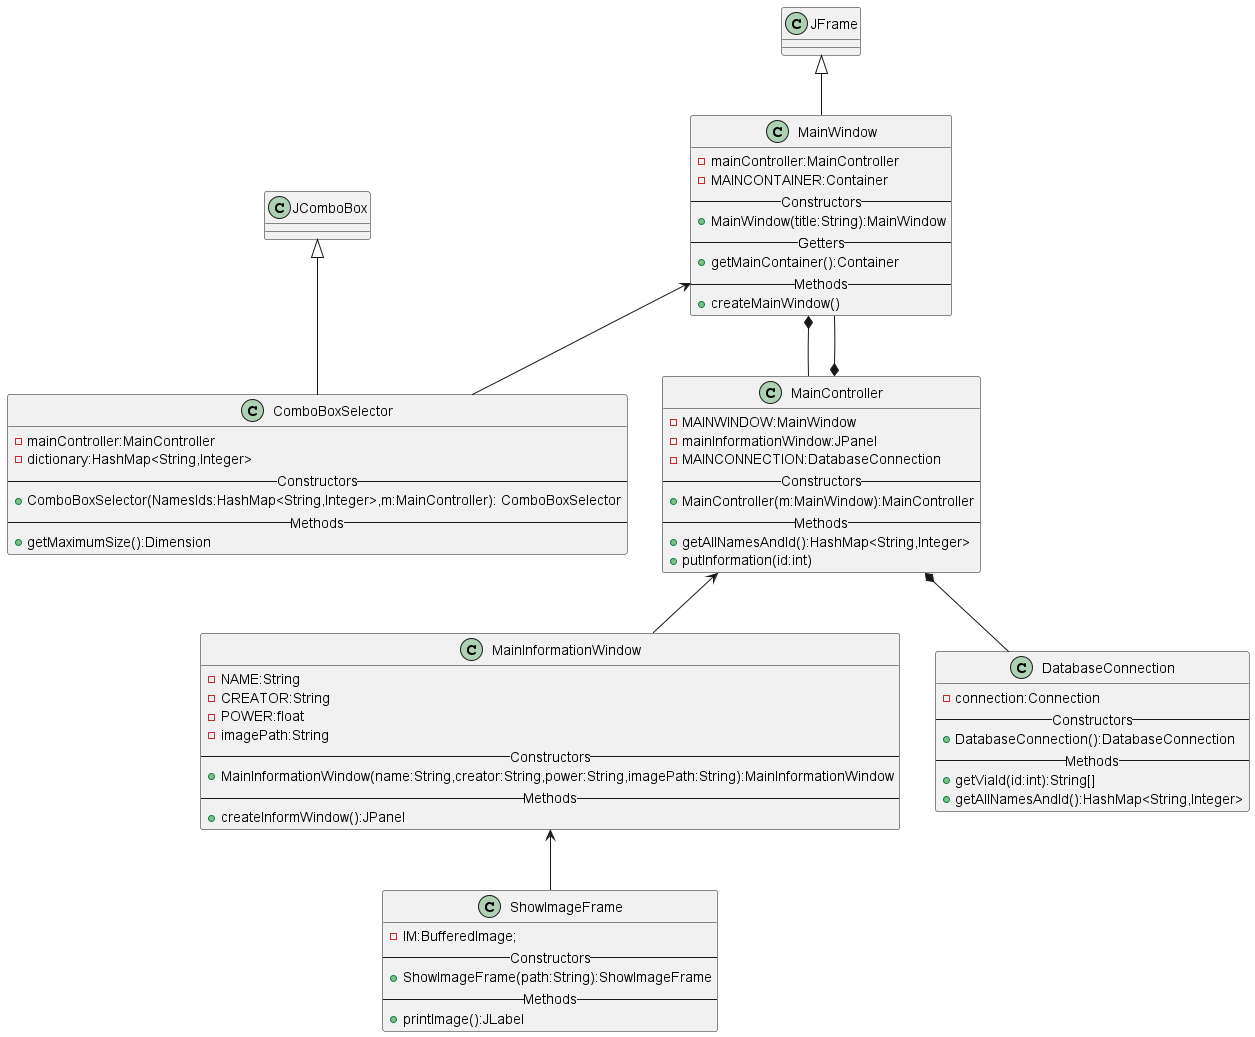 C JFrame
C MainWindow
mainController:MainController
MAINCONTAINER:Container
Constructors
MainWindow(title:String):MainWindow
Getters
getMainContainer():Container
Methods
createMainWindow()
C JComboBox
C ComboBoxSelector
mainController:MainController
dictionary:HashMap<String,Integer>
Constructors
ComboBoxSelector(NamesIds:HashMap<String,Integer>,m:MainController): ComboBoxSelector
Methods
getMaximumSize():Dimension
C MainController
MAINWINDOW:MainWindow
mainInformationWindow:JPanel
MAINCONNECTION:DatabaseConnection
Constructors
MainController(m:MainWindow):MainController
Methods
getAllNamesAndId():HashMap<String,Integer>
putInformation(id:int)
C MainInformationWindow
NAME:String
CREATOR:String
POWER:float
imagePath:String
Constructors
MainInformationWindow(name:String,creator:String,power:String,imagePath:String):MainInformationWindow
Methods
createInformWindow():JPanel
C DatabaseConnection
connection:Connection
Constructors
DatabaseConnection():DatabaseConnection
Methods
getViaId(id:int):String[]
getAllNamesAndId():HashMap<String,Integer>
C ShowImageFrame
IM:BufferedImage;
Constructors
ShowImageFrame(path:String):ShowImageFrame
Methods
printImage():JLabel